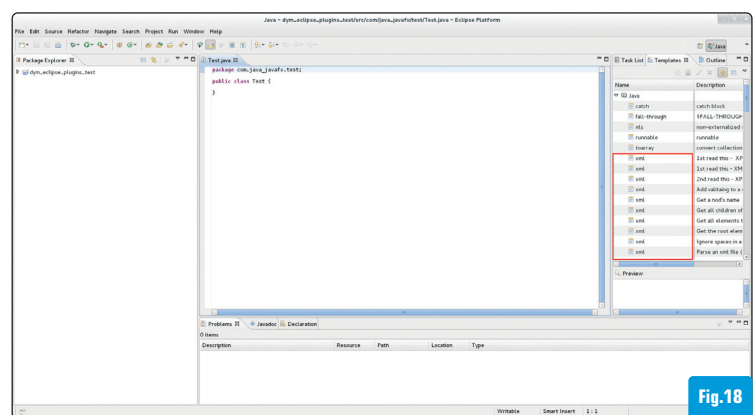 Java - dym_eclipse_plugins_test/src/com/java_javafx/test/Test.java - Eclipse Platform
File Edit Source Refactor Navigate Search Project Run Window Help
Java
Package Explorer
Test.java
Task List Templates Outline
dym_eclipse_plugins_test
package com.java_javafx.test;
public class Test {
}
Name Description
Java
catch catch block
fall-through
nls non-externalized
runnable runnable
toarray convert collection
xml 1st read this - XP
xml 1st read this - XM
xml 2nd read this - XP
xml Add valitaing to a
xml Get a nod's name
xml Get all children of
xml Get all elements
xml Get the root elem
xml Ignore spaces in a
xml Parse an xml file (
Preview
Problems Javadoc Declaration
0 items
Description Resource Path Location Type
Writable Smart Insert 1 : 1
Fig.18